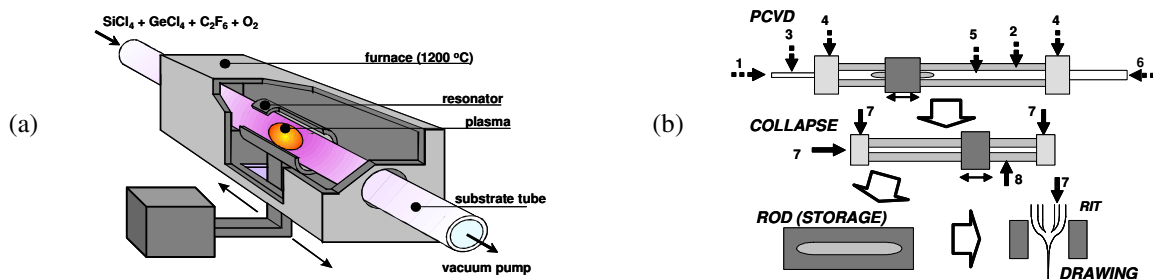 SiCl4 + GeCl4 + C2F6 + O2
furnace (1200 ºC)
resonator
plasma
substrate tube
vacuum pump
(a)
(b)
PCVD
4
4
3
5
2
1
6
COLLAPSE
7
7
7
8
ROD (STORAGE)
7
RIT
DRAWING